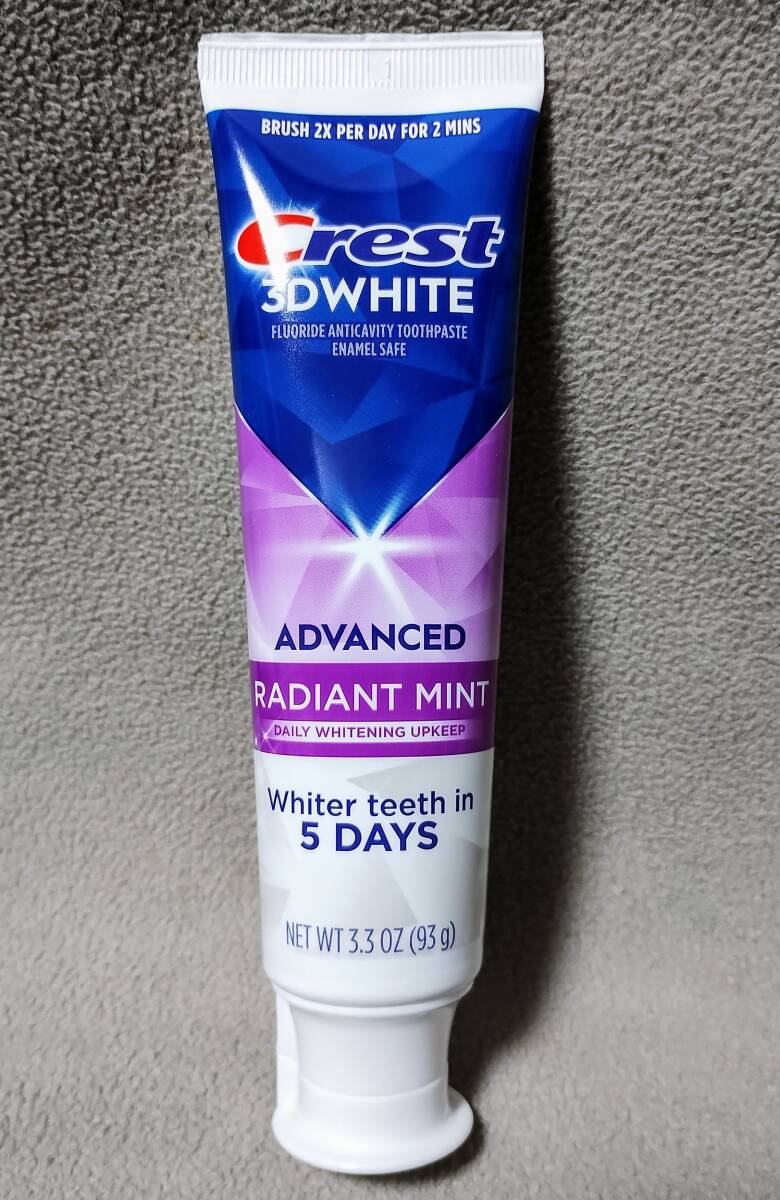 1
BRUSH 2X PER DAY FOR 2 MINS
Crest
3DWHITE
FLUORIDE ANTICAVITY TOOTHPASTE
ENAMEL SAFE
ADVANCED
RADIANT MINT
DAILY WHITENING UPKEEP
Whiter teeth in
5 DAYS
NET WT 3.3 OZ (93 g)